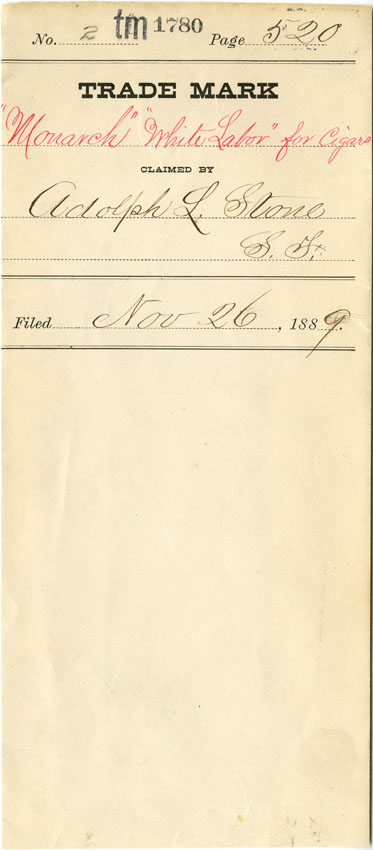 No. 2 tm 1780 Page 520
TRADE MARK
"Monarch" "White Labor" for Cigars
CLAIMED BY
Adolph L. Stone
S. F.
Filed Nov 26, 1889.